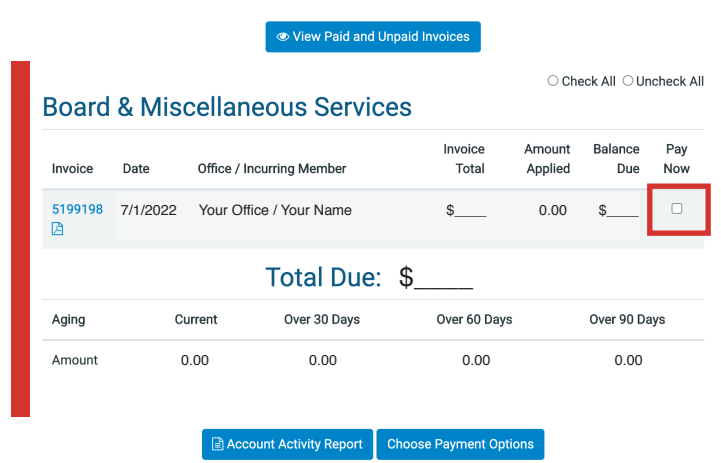 View Paid and Unpaid Invoices
Check All Uncheck All
Board & Miscellaneous Services
Invoice Date Office / Incurring Member Invoice Total Amount Applied Balance Due Pay Now
5199198 7/1/2022 Your Office / Your Name $____ 0.00 $____
Total Due: $____
Aging Current Over 30 Days Over 60 Days Over 90 Days
Amount 0.00 0.00 0.00 0.00
Account Activity Report Choose Payment Options